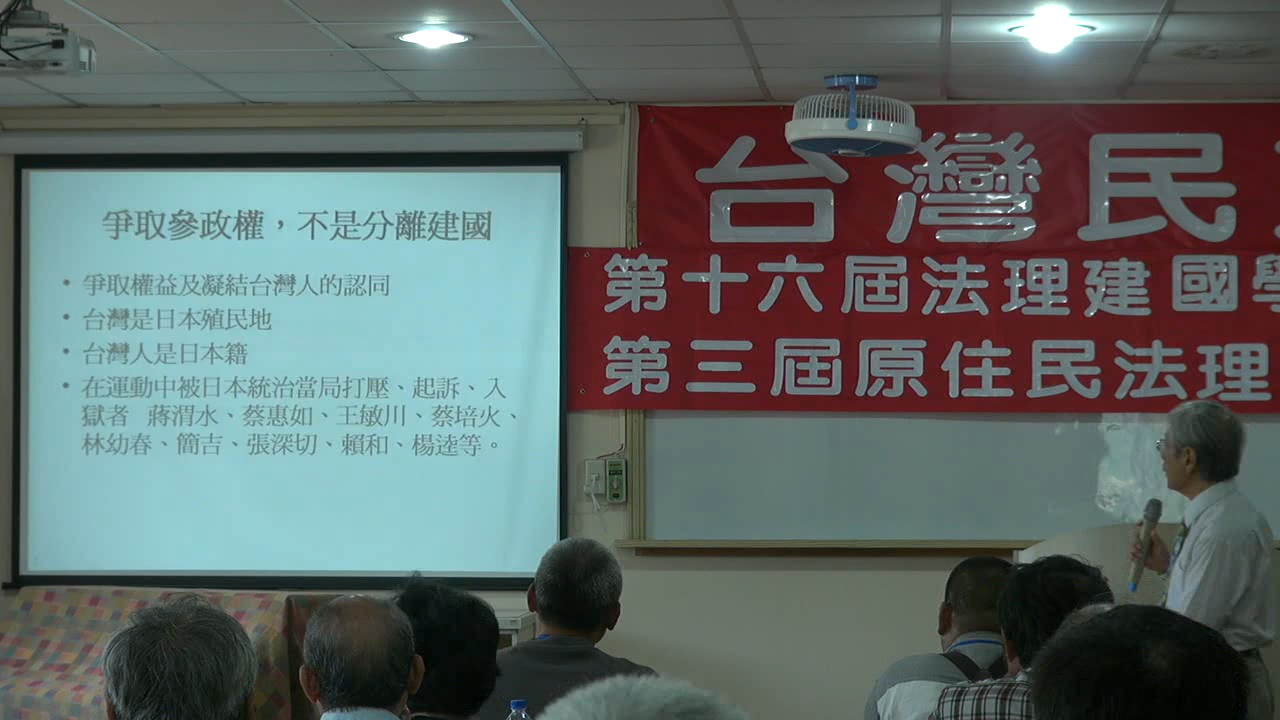 爭取參政權，不是分離建國
• 爭取權益及凝結台灣人的認同
• 台灣是日本殖民地
• 台灣人是日本籍
• 在運動中被日本統治當局打壓、起訴、入
獄者 蔣渭水、蔡惠如、王敏川、蔡培火、
林幼春、簡吉、張深切、賴和、楊逵等。
台灣民
第十六屆法理建國學
第三屆原住民法理